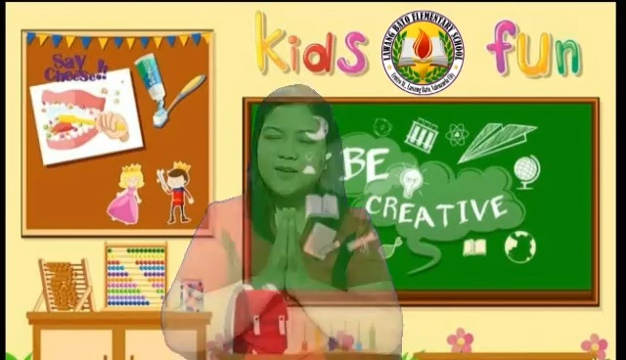 kids fun
LAWANG BATO ELEMENTARY SCHOOL
Say
Cheese!!
BE
CREATIVE